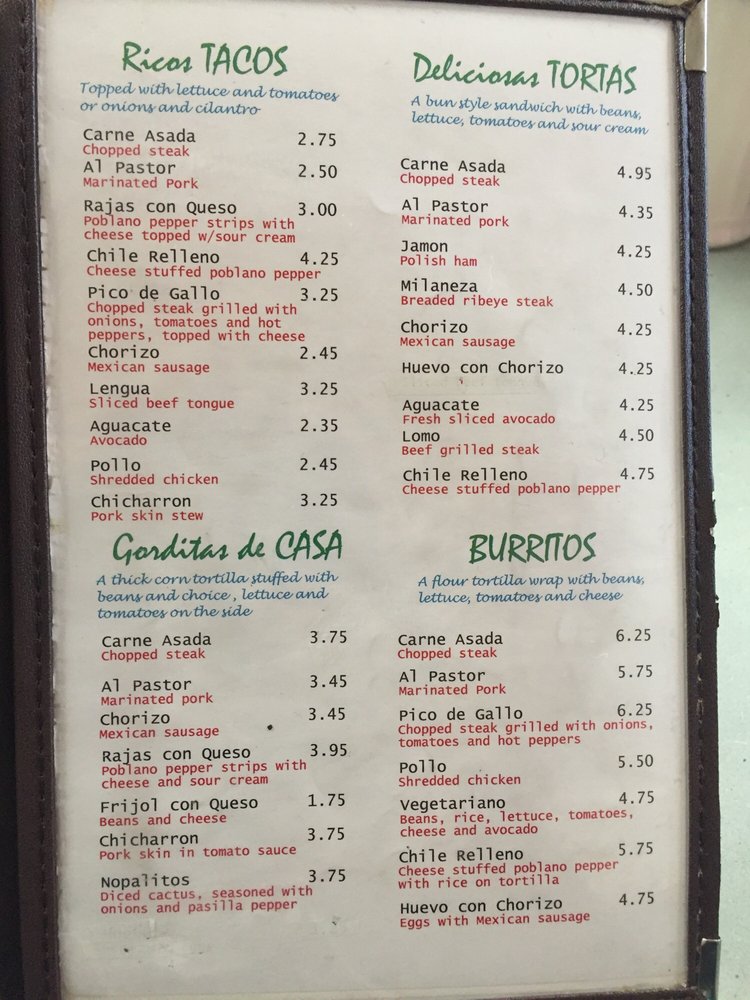 Ricos TACOS
Topped with lettuce and tomatoes
or onions and cilantro
Carne Asada 2.75
Chopped steak
Al Pastor 2.50
Marinated Pork
Rajas con Queso 3.00
Poblano pepper strips with
cheese topped w/sour cream
Chile Relleno 4.25
Cheese stuffed poblano pepper
Pico de Gallo 3.25
Chopped steak grilled with
onions, tomatoes and hot
peppers, topped with cheese
Chorizo 2.45
Mexican sausage
Lengua 3.25
Sliced beef tongue
Aguacate 2.35
Avocado
Pollo 2.45
Shredded chicken
Chicharron 3.25
Pork skin stew
Gorditas de CASA
A thick corn tortilla stuffed with
beans and choice , lettuce and
tomatoes on the side
Carne Asada 3.75
Chopped steak
Al Pastor 3.45
Marinated pork
Chorizo 3.45
Mexican sausage
Rajas con Queso 3.95
Poblano pepper strips with
cheese and sour cream
Frijol con Queso 1.75
Beans and cheese
Chicharron 3.75
Pork skin in tomato sauce
Nopalitos 3.75
Diced cactus, seasoned with
onions and pasilla pepper
Deliciosas TORTAS
A bun style sandwich with beans,
lettuce, tomatoes and sour cream
Carne Asada 4.95
Chopped steak
Al Pastor 4.35
Marinated pork
Jamon 4.25
Polish ham
Milaneza 4.50
Breaded ribeye steak
Chorizo 4.25
Mexican sausage
Huevo con Chorizo 4.25
Aguacate 4.25
Fresh sliced avocado
Lomo 4.50
Beef grilled steak
Chile Relleno 4.75
Cheese stuffed poblano pepper
BURRITOS
A flour tortilla wrap with beans,
lettuce, tomatoes and cheese
Carne Asada 6.25
Chopped steak
Al Pastor 5.75
Marinated Pork
Pico de Gallo 6.25
Chopped steak grilled with onions,
tomatoes and hot peppers
Pollo 5.50
Shredded chicken
Vegetariano 4.75
Beans, rice, lettuce, tomatoes,
cheese and avocado
Chile Relleno 5.75
Cheese stuffed poblano pepper
with rice on tortilla
Huevo con Chorizo 4.75
Eggs with Mexican sausage